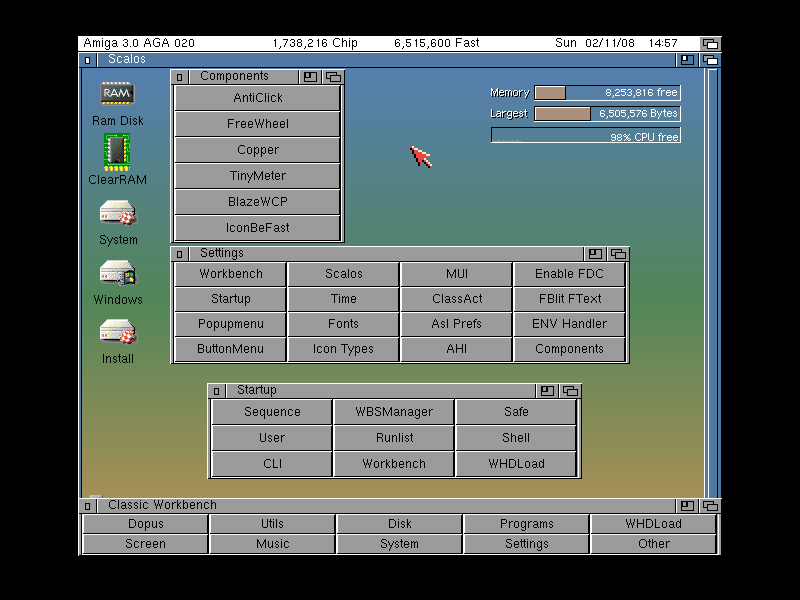 Amiga 3.0 AGA 020 1,738,216 Chip 6,515,600 Fast Sun 02/11/08 14:57
Scalos
Ram Disk
ClearRAM
System
Windows
Install
Components
AntiClick
FreeWheel
Copper
TinyMeter
BlazeWCP
IconBeFast
Memory 8,253,816 free
Largest 6,505,576 Bytes
98% CPU free
Settings
Workbench Scalos MUI Enable FDC
Startup Time ClassAct FBlit FText
Popupmenu Fonts Asl Prefs ENV Handler
ButtonMenu Icon Types AHI Components
Startup
Sequence WBSManager Safe
User Runlist Shell
CLI Workbench WHDLoad
Classic Workbench
Dopus Utils Disk Programs WHDLoad
Screen Music System Settings Other
RAM